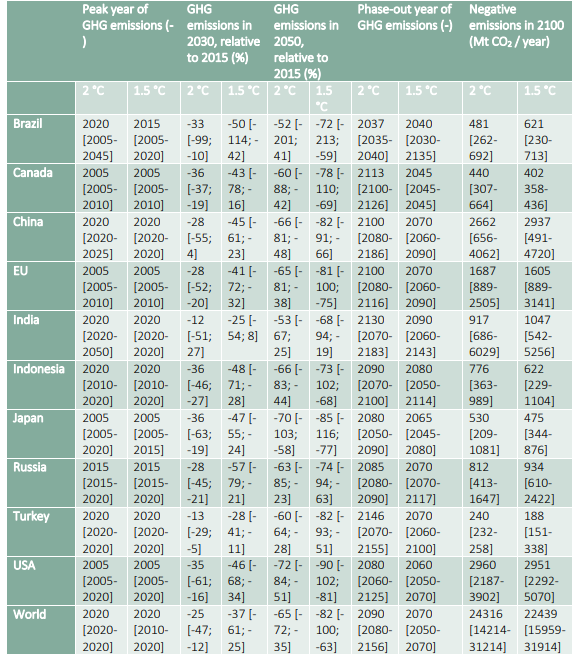 Peak year of GHG GHG Phase-out year of Negative
GHG emissions (- emissions in emissions in GHG emissions (-) emissions in 2100
) 2030, relative 2050, (Mt CO₂ / year)
to 2015 (%) relative
to 2015 (%)
2 °C 1.5 °C 2 °C 1.5 °C 2 °C 1.5 2 °C 1.5 °C 2 °C 1.5 °C
°C
Brazil 2020 2015 -33 -50 [- -52 [- -72 [- 2037 2040 481 621
[2005- [2005- [-99; 114; - 201; 213; [2035- [2030- [262- [230-
2045] 2020] -10] 42] 41] -59] 2040] 2135] 692] 713]
Canada 2005 2005 -36 -43 [- -60 [- -78 [- 2113 2045 440 402
[2005- [2005- [-37; 78; - 88; - 110; [2100- [2045- [307- 358-
2010] 2010] -19] 16] 42] -69] 2126] 2045] 664] 436]
China 2020 2020 -28 -45 [- -66 [- -82 [- 2100 2070 2662 2937
[2020- [2020- [-55; 61; - 81; - 91; - [2080- [2060- [656- [491-
2025] 2020] 4] 23] 48] 66] 2186] 2090] 4062] 4720]
EU 2005 2005 -28 -41 [- -65 [- -81 [- 2100 2070 1687 1605
[2005- [2005- [-52; 72; - 81; - 100; [2080- [2060- [889- [889-
2010] 2010] -20] 32] 38] -75] 2116] 2090] 2505] 3141]
India 2020 2020 -12 -25 [- -53 [- -68 [- 2130 2090 917 1047
[2020- [2020- [-51; 54; 8] 67; 94; - [2070- [2060- [686- [542-
2050] 2020] 27] 25] 19] 2183] 2143] 6029] 5256]
Indonesia 2020 2020 -36 -48 [- -66 [- -73 [- 2090 2080 776 622
[2010- [2010- [-46; 71; - 83; - 102; [2070- [2050- [363- [229-
2020] 2020] -27] 28] 44] -68] 2100] 2114] 989] 1104]
Japan 2005 2005 -36 -47 [- -70 [- -85 [- 2080 2065 530 475
[2005- [2005- [-63; 55; - 103; 116; [2050- [2045- [209- [344-
2015] 2015] -19] 24] -58] -77] 2090] 2080] 1081] 876]
Russia 2015 2015 -28 -57 [- -63 [- -74 [- 2085 2070 812 934
[2015- [2015- [-45; 79; - 85; - 94; - [2080- [2070- [413- [610-
2020] 2020] -21] 21] 23] 63] 2090] 2117] 1647] 2422]
Turkey 2020 2020 -13 -28 [- -60 [- -82 [- 2146 2070 240 188
[2020- [2020- [-29; 41; - 64; - 93; - [2070- [2060- [232- [151-
2020] 2020] -5] 11] 28] 51] 2155] 2100] 258] 338]
USA 2005 2005 -35 -46 [- -72 [- -90 [- 2080 2060 2960 2951
[2005- [2005- [-61; 68; - 84; - 102; [2060- [2050- [2187- [2292-
2020] 2020] -16] 34] 51] -81] 2125] 2070] 3902] 5070]
World 2020 2020 -25 -37 [- -65 [- -82 [- 2090 2070 24316 22439
[2020- [2010- [-47; 61; - 72; - 100; [2080- [2050- [14214- [15959-
2020] 2020] -12] 25] 35] -63] 2156] 2070] 31214] 31914]